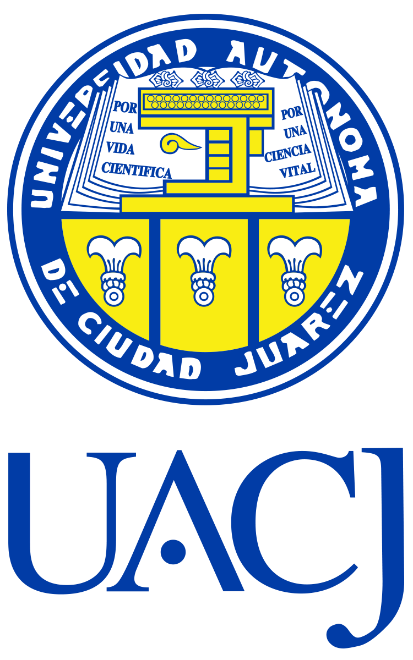 UNIVERSIDAD AUTONOMA
DE CIUDAD JUAREZ
POR
UNA
VIDA
CIENTIFICA
POR
UNA
CIENCIA
VITAL
UACJ